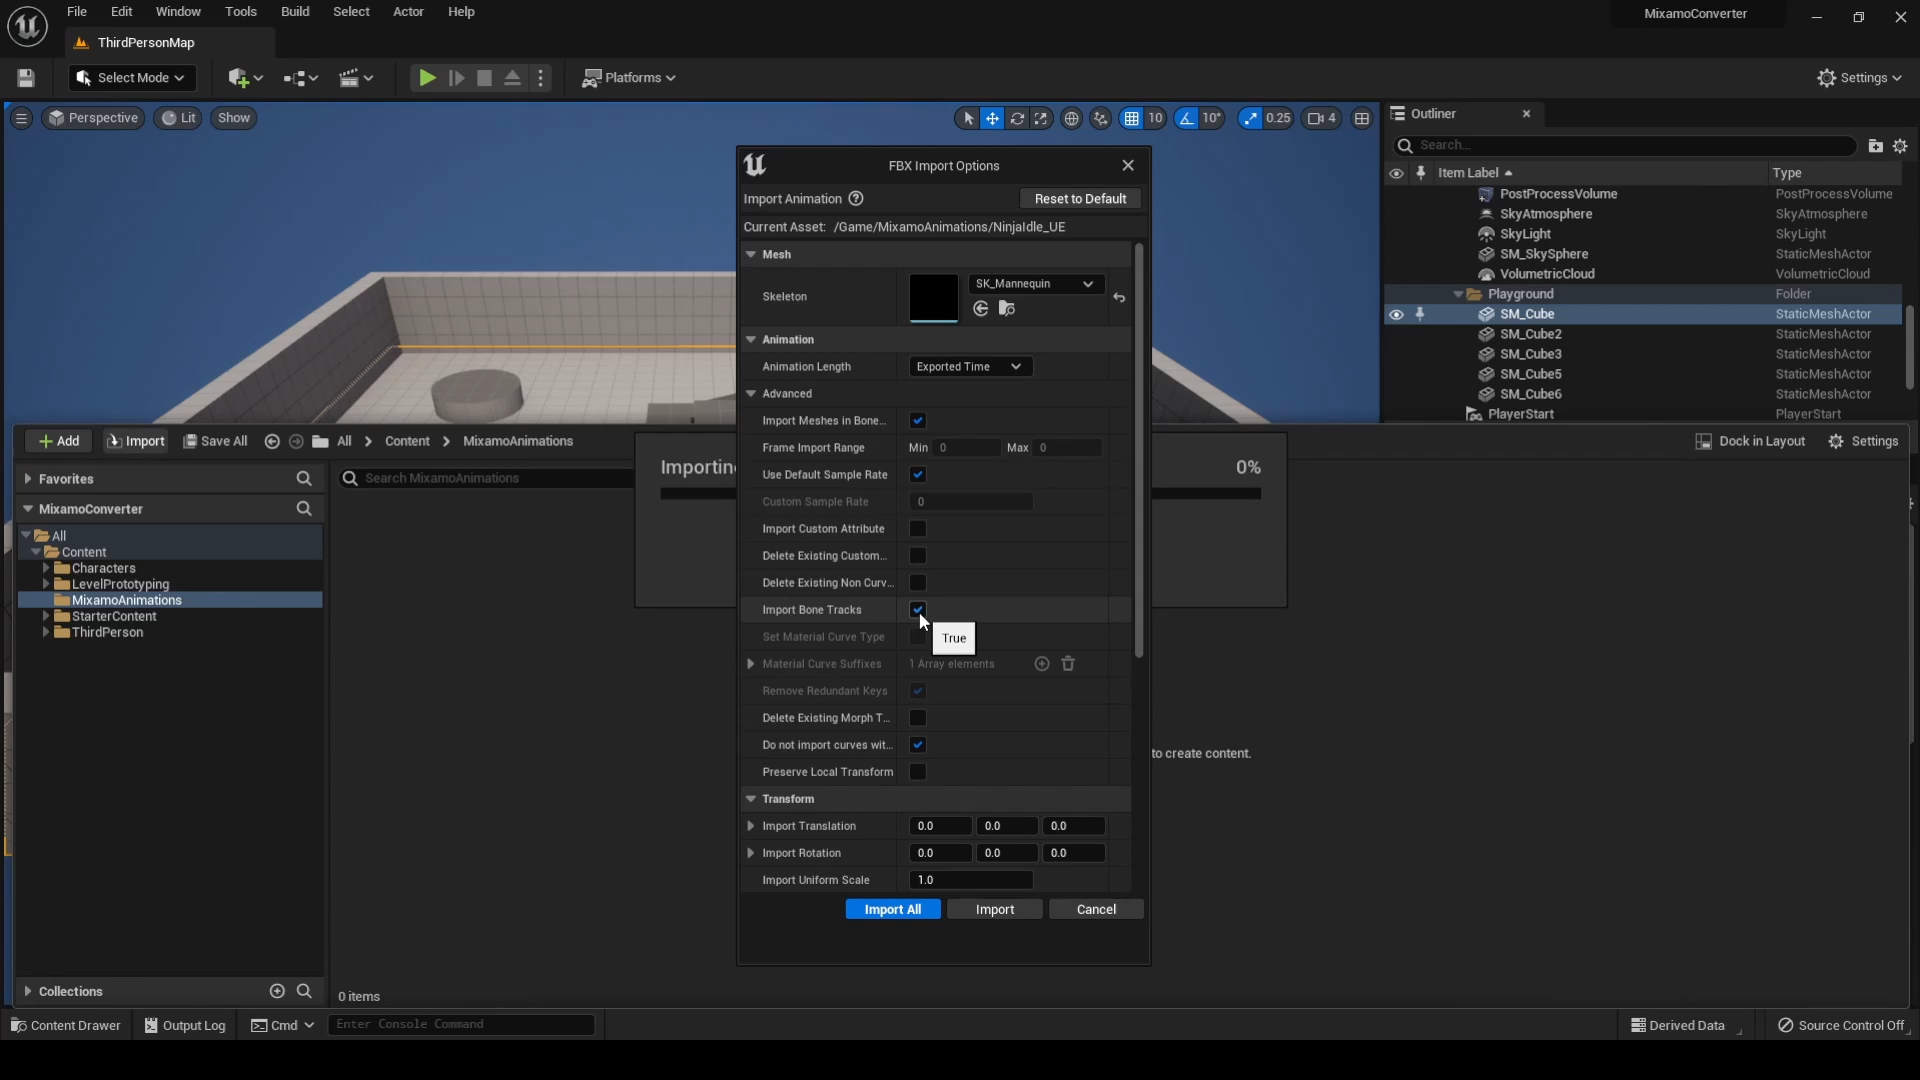 File Edit Window Tools Build Select Actor Help
MixamoConverter
ThirdPersonMap
Select Mode
Platforms
Settings
Perspective
Lit
Show
10
10°
0.25
4
Outliner
Search...
Item Label
Type
PostProcessVolume PostProcessVolume
SkyAtmosphere SkyAtmosphere
SkyLight SkyLight
SM_SkySphere StaticMeshActor
VolumetricCloud VolumetricCloud
Playground Folder
SM_Cube StaticMeshActor
SM_Cube2 StaticMeshActor
SM_Cube3 StaticMeshActor
SM_Cube5 StaticMeshActor
SM_Cube6 StaticMeshActor
PlayerStart PlayerStart
FBX Import Options
Import Animation
Reset to Default
Current Asset: /Game/MixamoAnimations/NinjaIdle_UE
Mesh
Skeleton
SK_Mannequin
Animation
Animation Length Exported Time
Advanced
Import Meshes in Bone...
Frame Import Range Min 0 Max 0
Use Default Sample Rate
Custom Sample Rate 0
Import Custom Attribute
Delete Existing Custom...
Delete Existing Non Curv...
Import Bone Tracks
True
Set Material Curve Type
Material Curve Suffixes 1 Array elements
Remove Redundant Keys
Delete Existing Morph T...
Do not import curves wit...
Preserve Local Transform
Transform
Import Translation 0.0 0.0 0.0
Import Rotation 0.0 0.0 0.0
Import Uniform Scale 1.0
Import All
Import
Cancel
Add
Import
Save All
All
Content
MixamoAnimations
Dock in Layout
Settings
Importin
0%
Favorites
Search MixamoAnimations
MixamoConverter
All
Content
Characters
LevelPrototyping
MixamoAnimations
StarterContent
ThirdPerson
to create content.
Collections
0 items
Content Drawer
Output Log
Cmd
Enter Console Command
Derived Data
Source Control Off